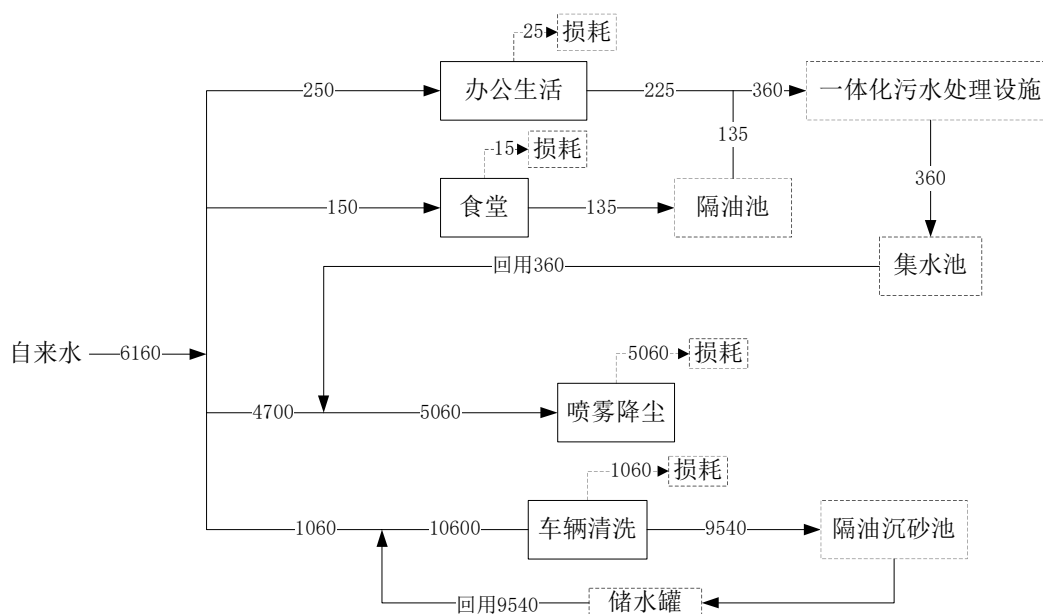 25
损耗
250
办公生活
225
360
一体化污水处理设施
135
15
损耗
360
150
食堂
135
隔油池
集水池
回用360
自来水
6160
5060
损耗
4700
5060
喷雾降尘
1060
损耗
1060
10600
车辆清洗
9540
隔油沉砂池
回用9540
储水罐